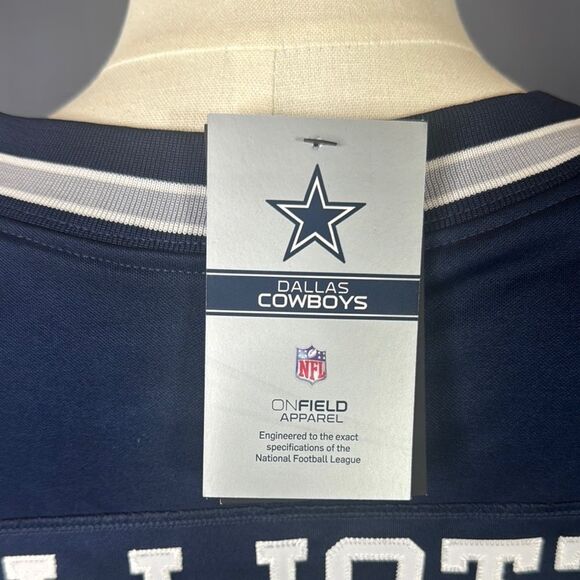 DALLAS
COWBOYS
NFL
ONFIELD
APPAREL
Engineered to the exact
specifications of the
National Football League